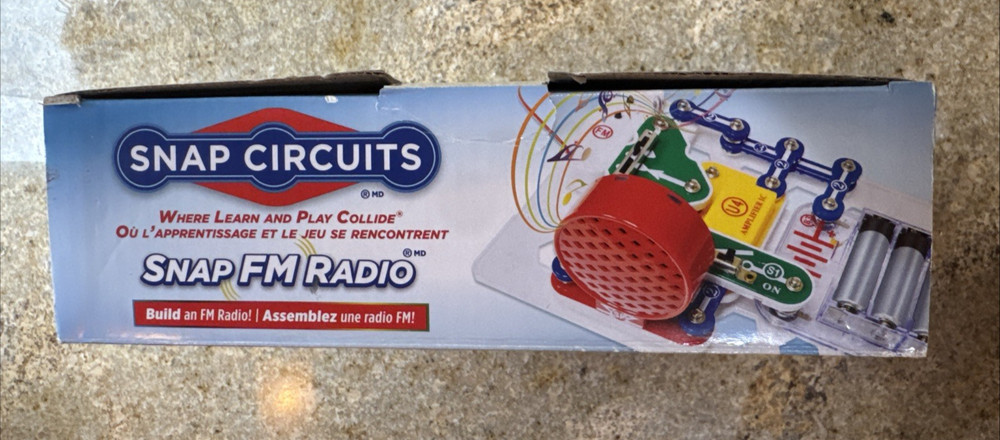 SNAP CIRCUITS
® MD
WHERE LEARN AND PLAY COLLIDE®
OÙ L'APPRENTISSAGE ET LE JEU SE RENCONTRENT
SNAP FM RADIO® MD
Build an FM Radio! | Assemblez une radio FM!
FM
U4
AMPLIFIER IC
S1
ON